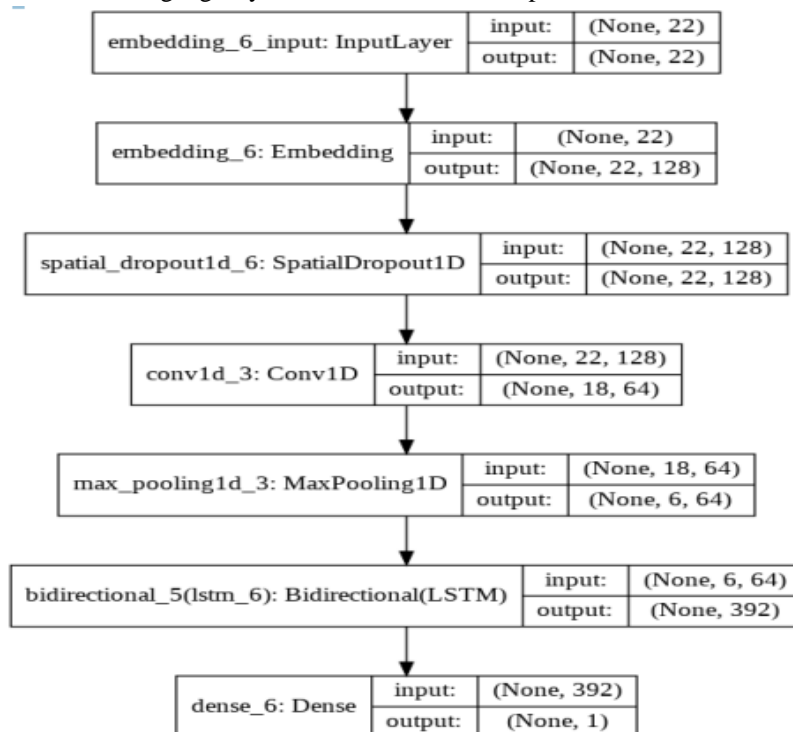 embedding_6_input: InputLayer
input: (None, 22)
output: (None, 22)
embedding_6: Embedding
input: (None, 22)
output: (None, 22, 128)
spatial_dropout1d_6: SpatialDropout1D
input: (None, 22, 128)
output: (None, 22, 128)
conv1d_3: Conv1D
input: (None, 22, 128)
output: (None, 18, 64)
max_pooling1d_3: MaxPooling1D
input: (None, 18, 64)
output: (None, 6, 64)
bidirectional_5(lstm_6): Bidirectional(LSTM)
input: (None, 6, 64)
output: (None, 392)
dense_6: Dense
input: (None, 392)
output: (None, 1)